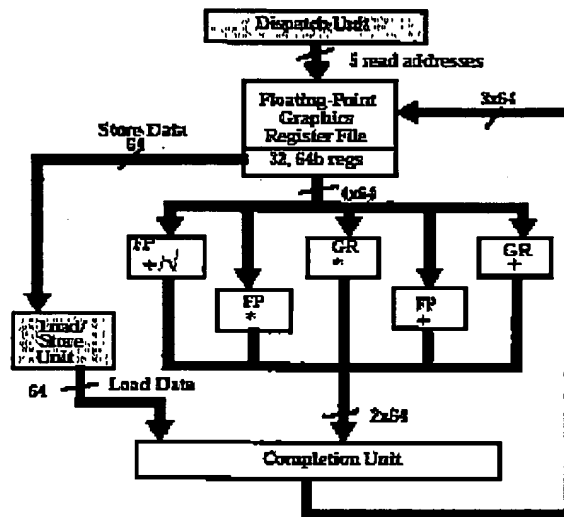 Dispatch Unit
5 read addresses
Floating-Point
Graphics
Register File
32, 64b regs
3x64
Store Data
64
4x64
FP
÷√
GR
*
GR
+
FP
*
FP
+
Load/
Store
Unit
64
Load Data
2x64
Completion Unit